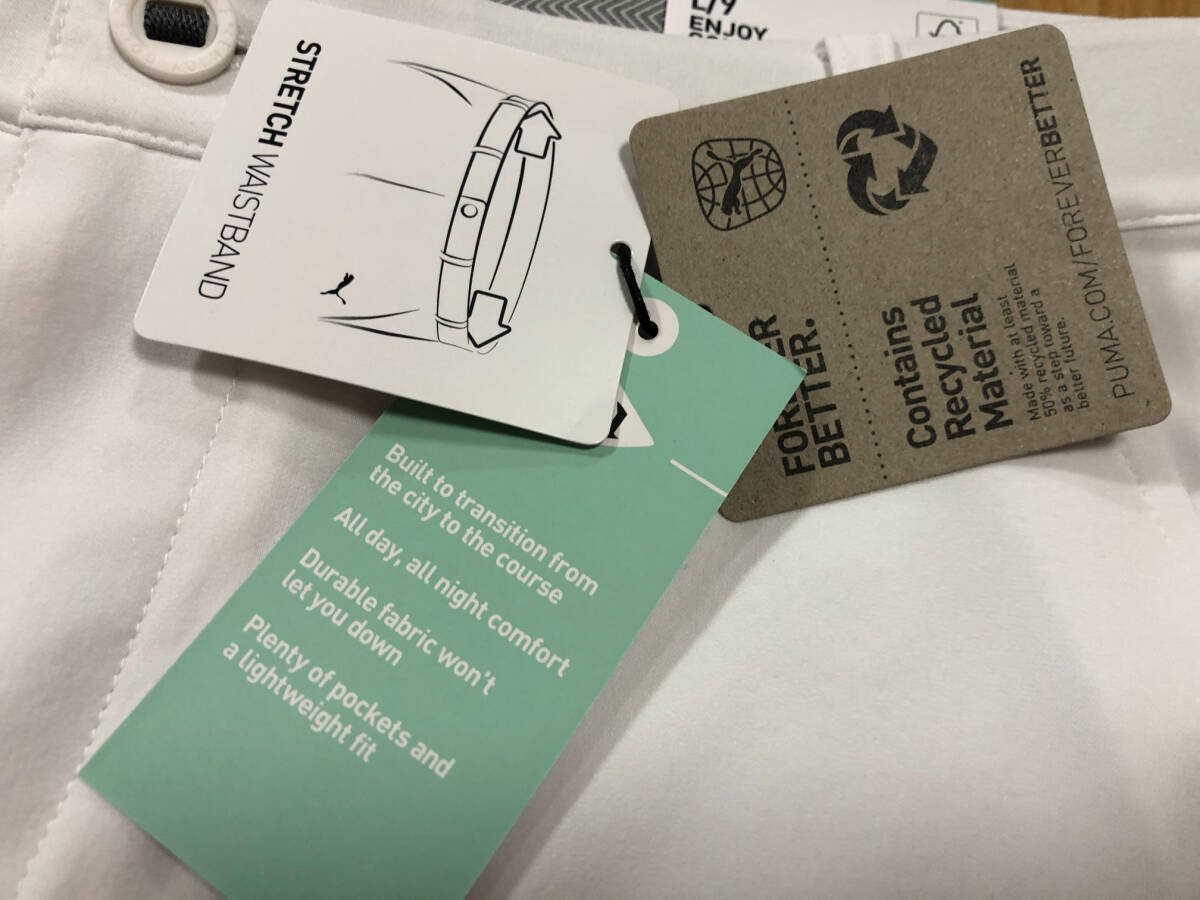 STRETCH WAISTBAND
L/9
ENJOY
FOREVER
BETTER.
Contains
Recycled
Material
Made with at least
50% recycled material
as a step toward a
better future.
PUMA.COM/FOREVERBETTER
Built to transition from
the city to the course
All day, all night comfort
Durable fabric won't
let you down
Plenty of pockets and
a lightweight fit